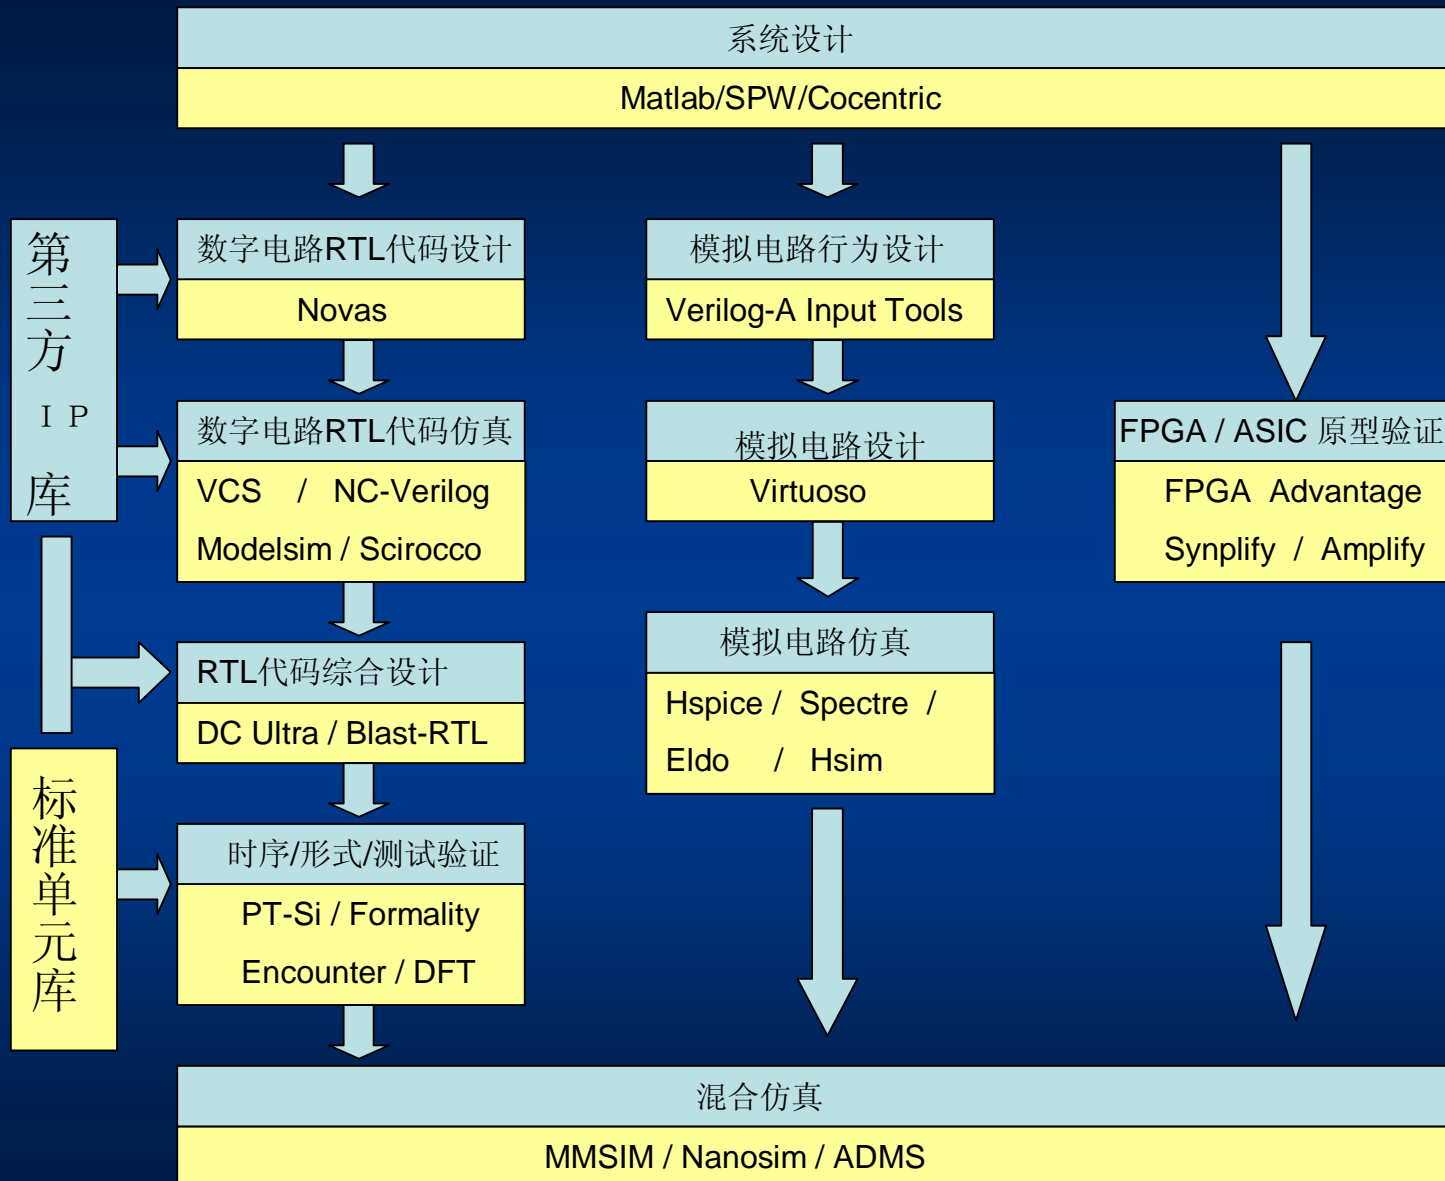 系统设计
Matlab/SPW/Cocentric
第三方
IP
库
标准单元库
数字电路RTL代码设计
Novas
数字电路RTL代码仿真
VCS / NC-Verilog
Modelsim / Scirocco
RTL代码综合设计
DC Ultra / Blast-RTL
时序/形式/测试验证
PT-Si / Formality
Encounter / DFT
模拟电路行为设计
Verilog-A Input Tools
模拟电路设计
Virtuoso
模拟电路仿真
Hspice / Spectre /
Eldo / Hsim
FPGA / ASIC 原型验证
FPGA Advantage
Synplify / Amplify
混合仿真
MMSIM / Nanosim / ADMS